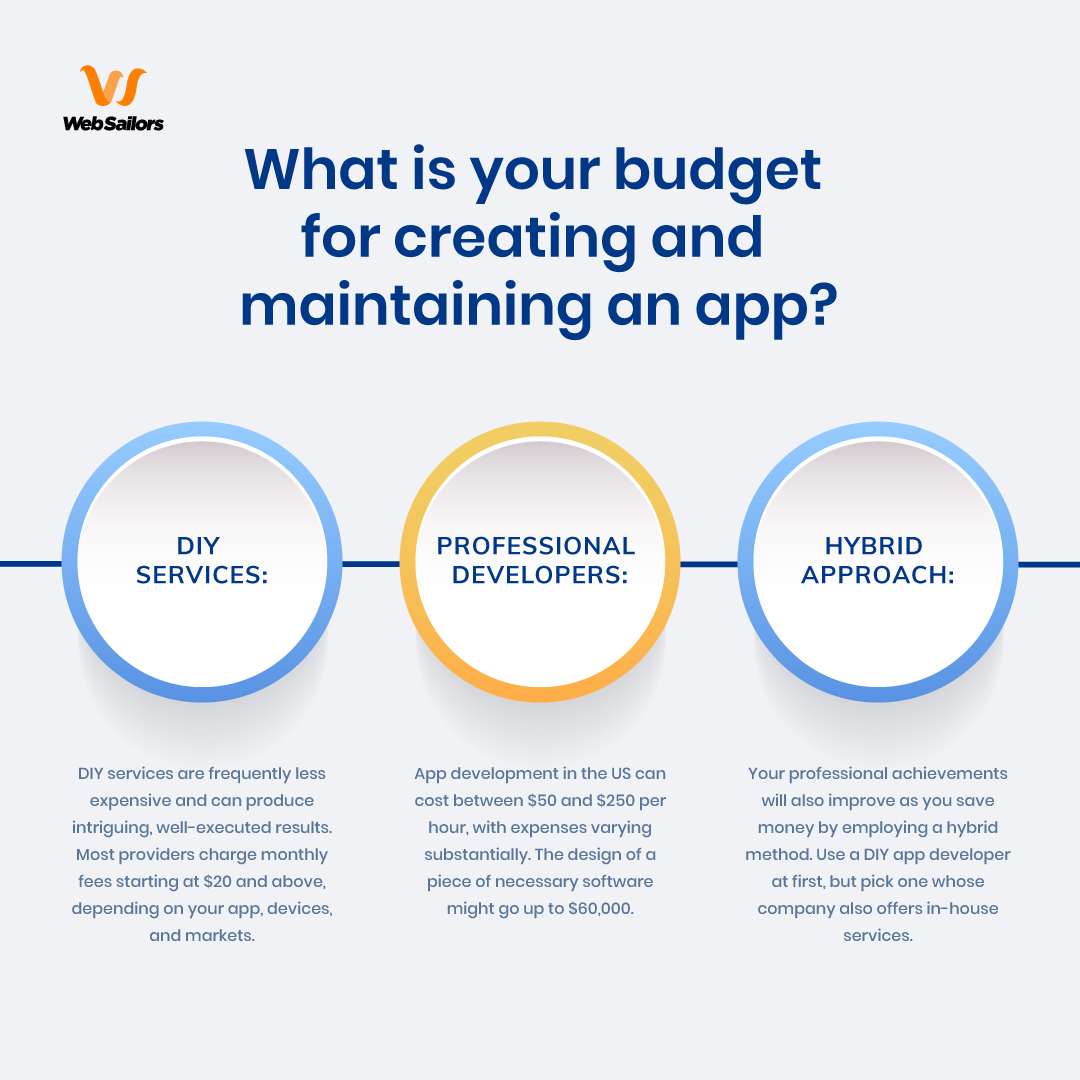 WebSailors
What is your budget
for creating and
maintaining an app?
DIY
SERVICES:
DIY services are frequently less
expensive and can produce
intriguing, well-executed results.
Most providers charge monthly
fees starting at $20 and above,
depending on your app, devices,
and markets.
PROFESSIONAL
DEVELOPERS:
App development in the US can
cost between $50 and $250 per
hour, with expenses varying
substantially. The design of a
piece of necessary software
might go up to $60,000.
HYBRID
APPROACH:
Your professional achievements
will also improve as you save
money by employing a hybrid
method. Use a DIY app developer
at first, but pick one whose
company also offers in-house
services.